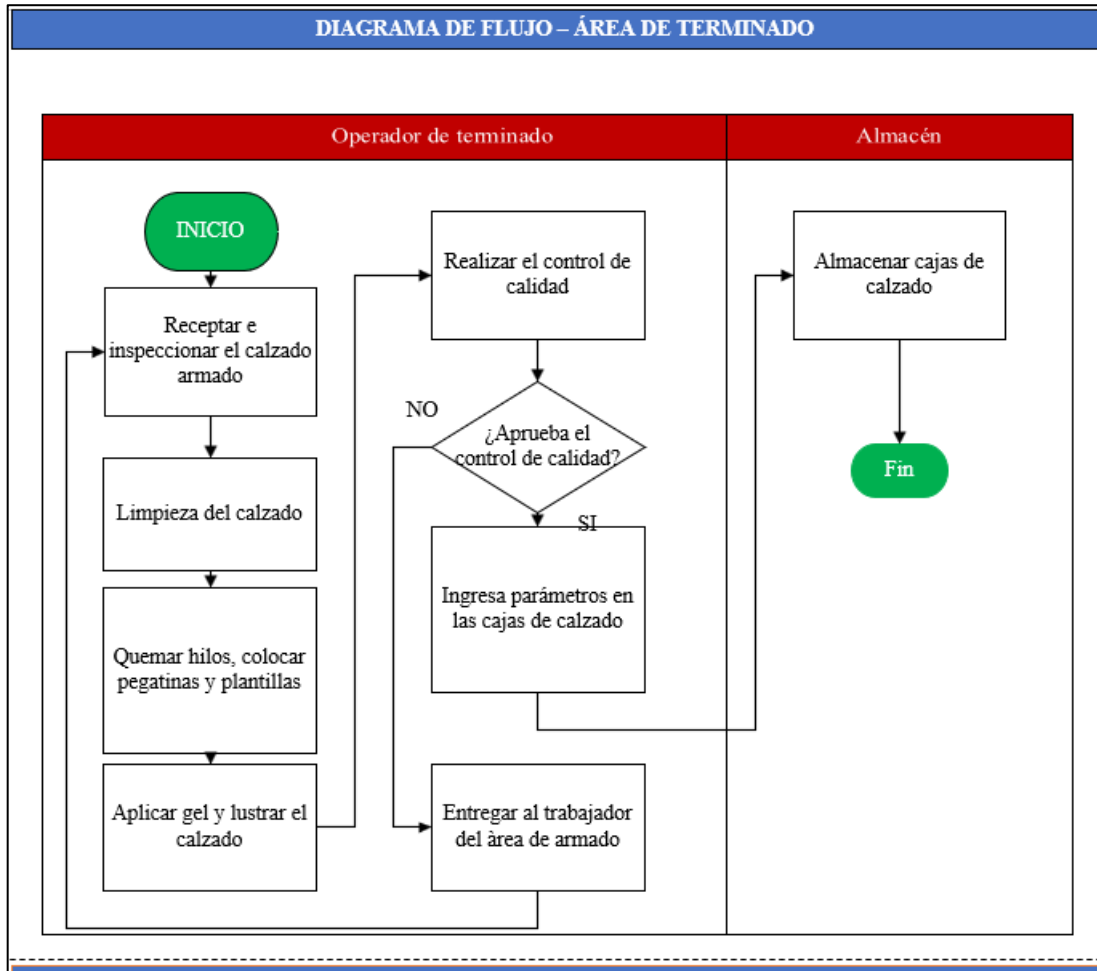 DIAGRAMA DE FLUJO – ÁREA DE TERMINADO
Operador de terminado
Almacén
INICIO
Receptar e
inspeccionar el calzado
armado
Limpieza del calzado
Quemar hilos, colocar
pegatinas y plantillas
Aplicar gel y lustrar el
calzado
Realizar el control de
calidad
¿Aprueba el
control de calidad?
NO
SI
Ingresa parámetros en
las cajas de calzado
Entregar al trabajador
del àrea de armado
Almacenar cajas de
calzado
Fin